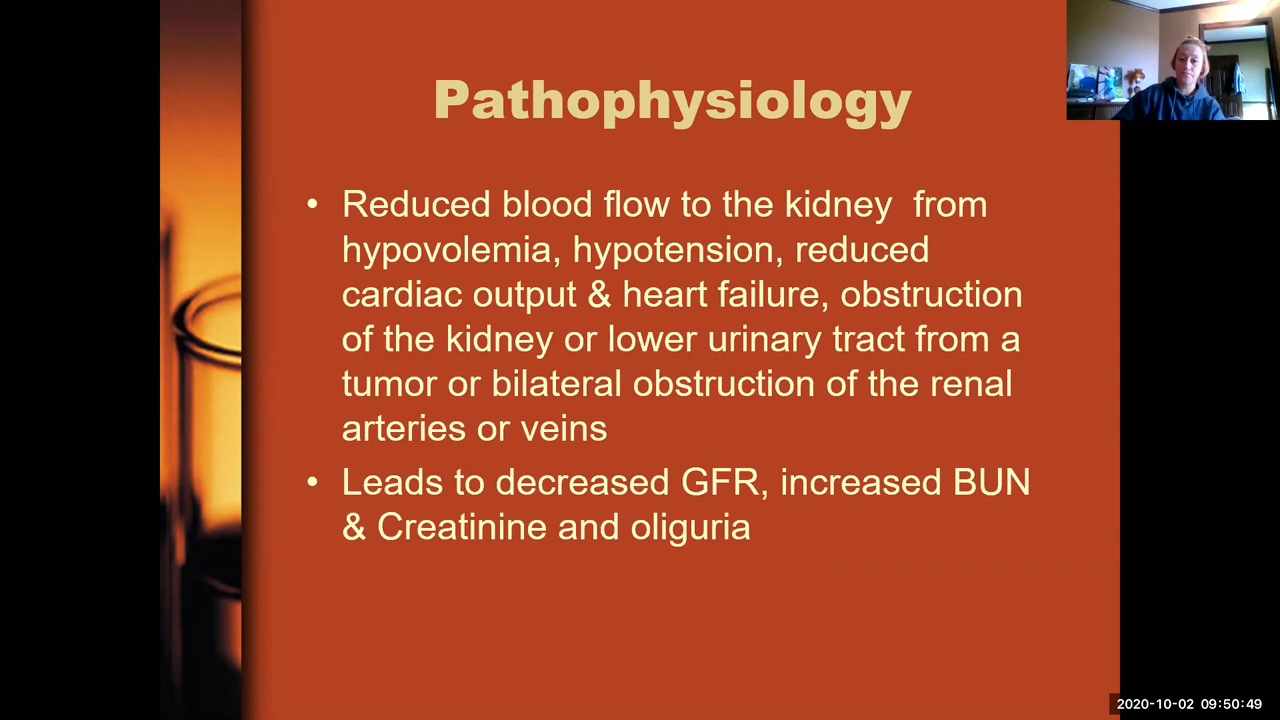 Pathophysiology
• Reduced blood flow to the kidney  from
hypovolemia, hypotension, reduced
cardiac output & heart failure, obstruction
of the kidney or lower urinary tract from a
tumor or bilateral obstruction of the renal
arteries or veins
• Leads to decreased GFR, increased BUN
& Creatinine and oliguria
2020-10-02 09:50:49